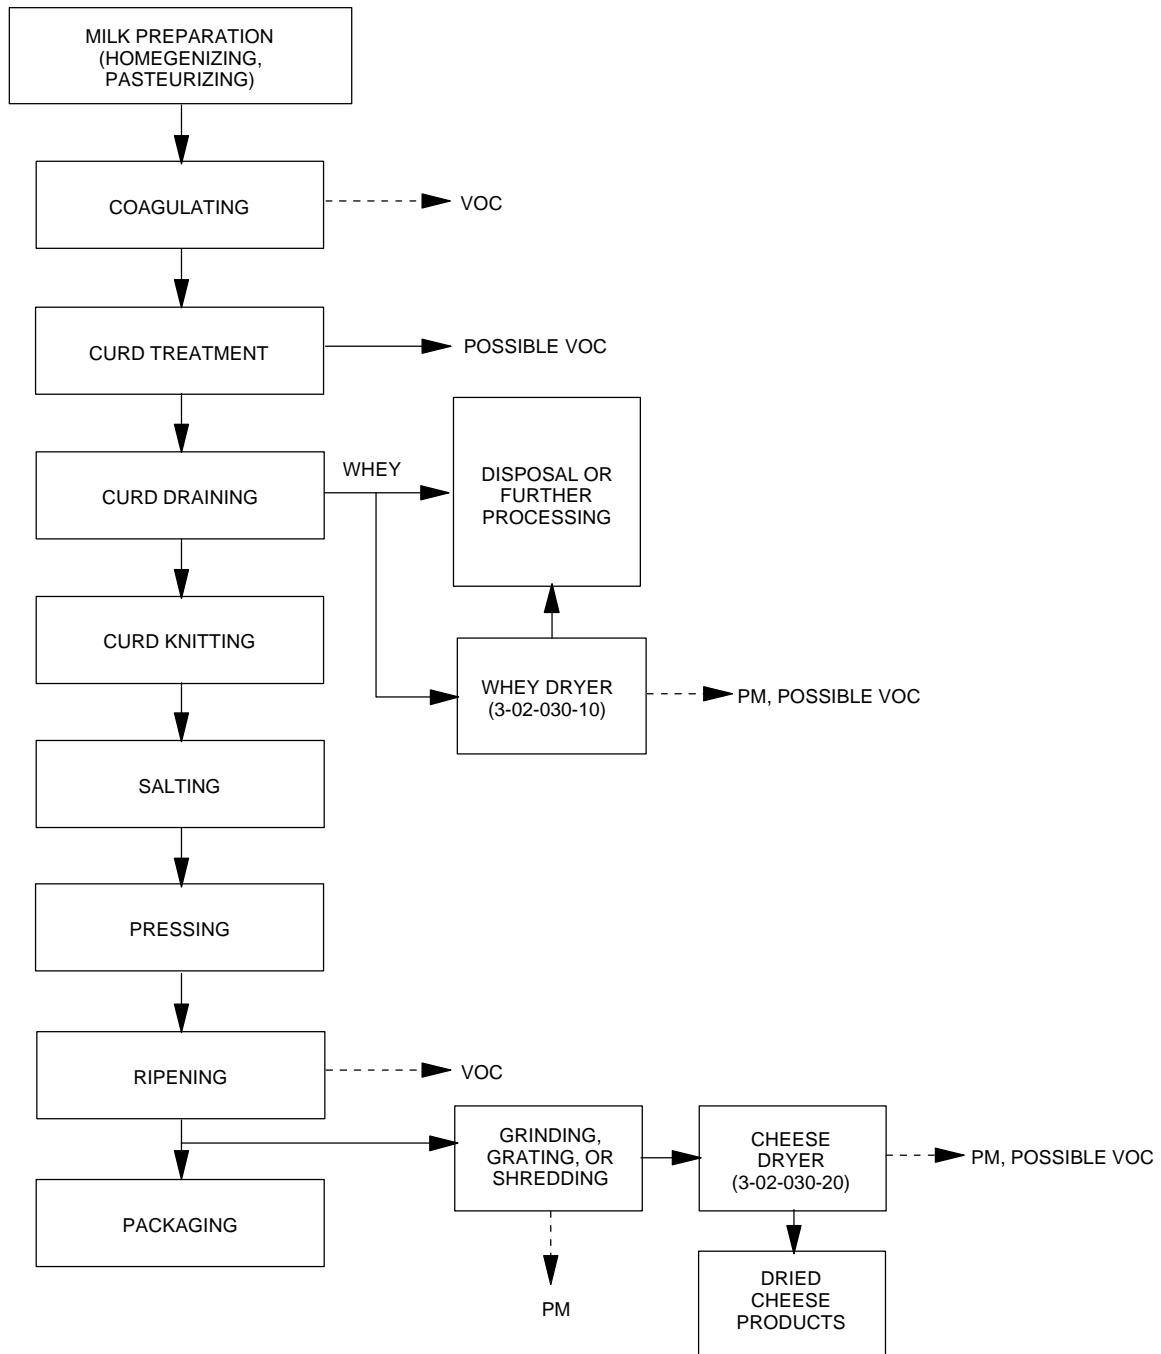 MILK PREPARATION
(HOMEGENIZING,
PASTEURIZING)
COAGULATING
VOC
CURD TREATMENT
POSSIBLE VOC
CURD DRAINING
WHEY
DISPOSAL OR
FURTHER
PROCESSING
CURD KNITTING
WHEY DRYER
(3-02-030-10)
PM, POSSIBLE VOC
SALTING
PRESSING
RIPENING
VOC
GRINDING,
GRATING, OR
SHREDDING
CHEESE
DRYER
(3-02-030-20)
PM, POSSIBLE VOC
PACKAGING
PM
DRIED
CHEESE
PRODUCTS